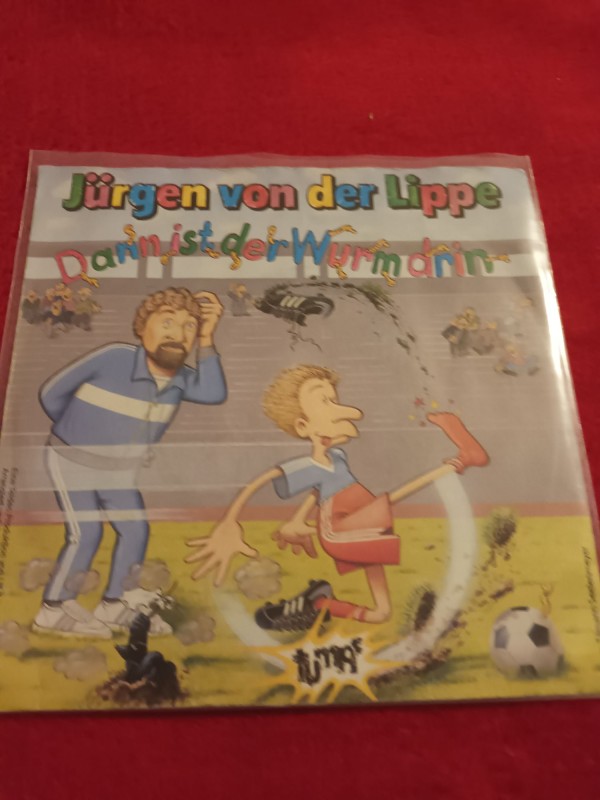 Jürgen von der Lippe
Dann ist der Wurm drin